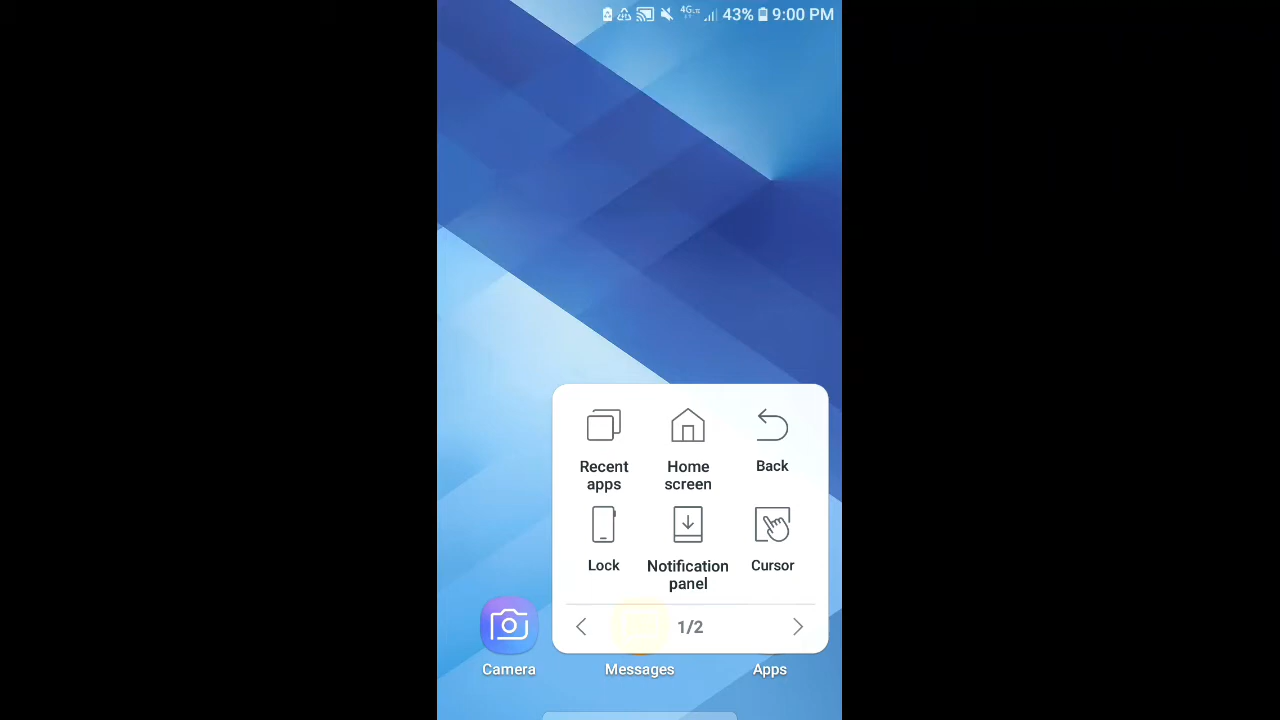 43% 9:00 PM
Recent apps
Home screen
Back
Lock
Notification panel
Cursor
1/2
Camera
Messages
Apps